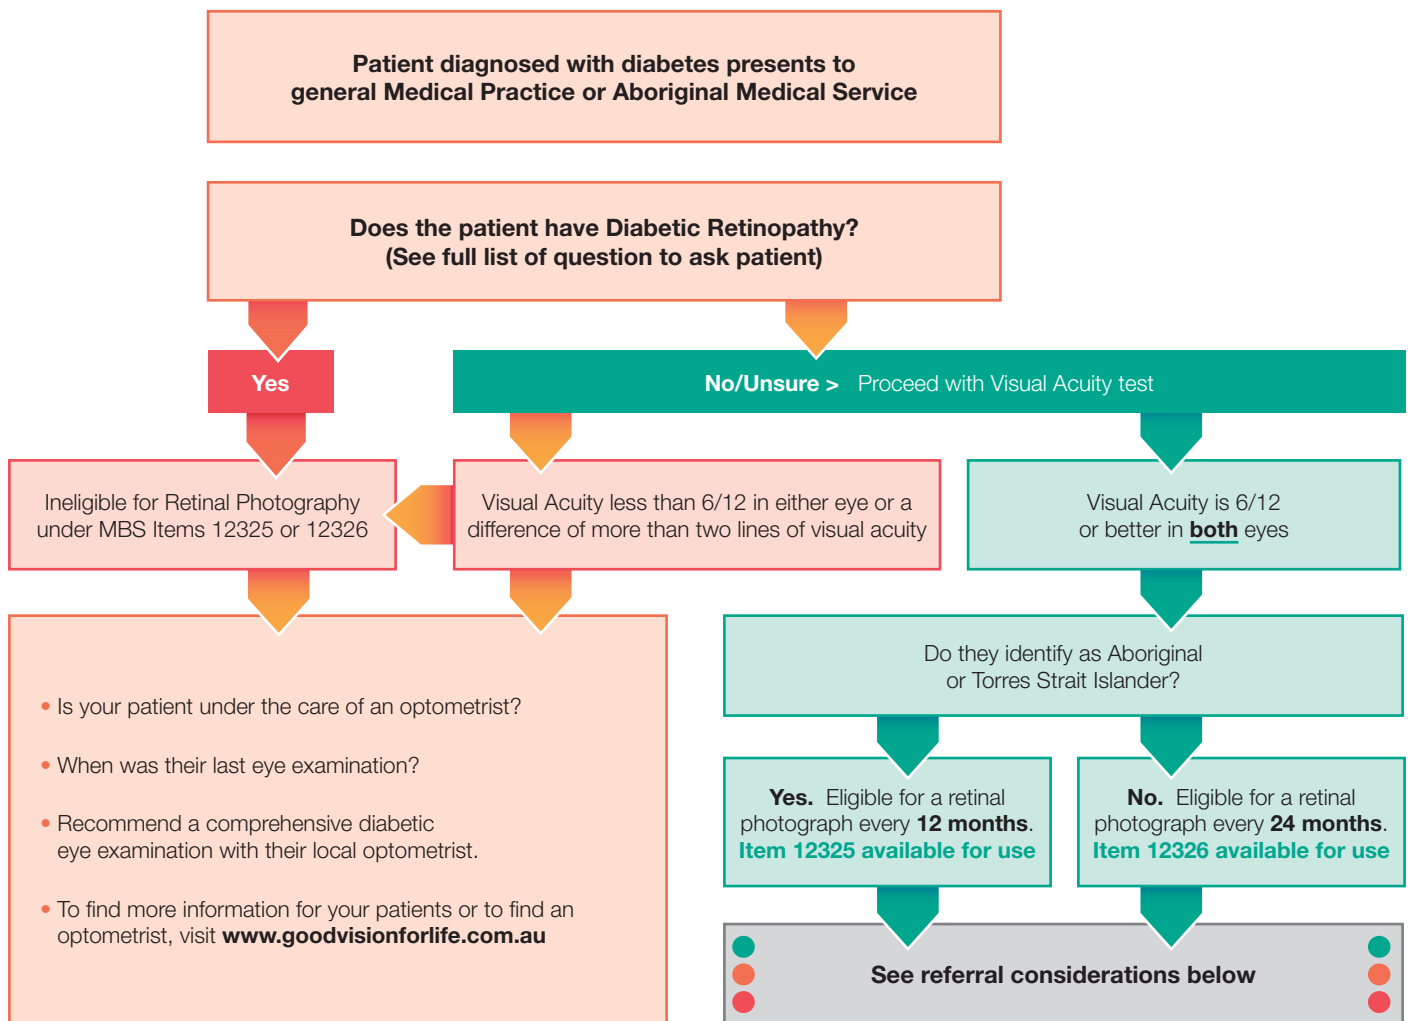 Patient diagnosed with diabetes presents to
general Medical Practice or Aboriginal Medical Service
Does the patient have Diabetic Retinopathy?
(See full list of question to ask patient)
Yes
No/Unsure > Proceed with Visual Acuity test
Ineligible for Retinal Photography
under MBS Items 12325 or 12326
Visual Acuity less than 6/12 in either eye or a
difference of more than two lines of visual acuity
Visual Acuity is 6/12
or better in both eyes
• Is your patient under the care of an optometrist?
• When was their last eye examination?
• Recommend a comprehensive diabetic
eye examination with their local optometrist.
• To find more information for your patients or to find an
optometrist, visit www.goodvisionforlife.com.au
Do they identify as Aboriginal
or Torres Strait Islander?
Yes. Eligible for a retinal
photograph every 12 months.
Item 12325 available for use
No. Eligible for a retinal
photograph every 24 months.
Item 12326 available for use
See referral considerations below